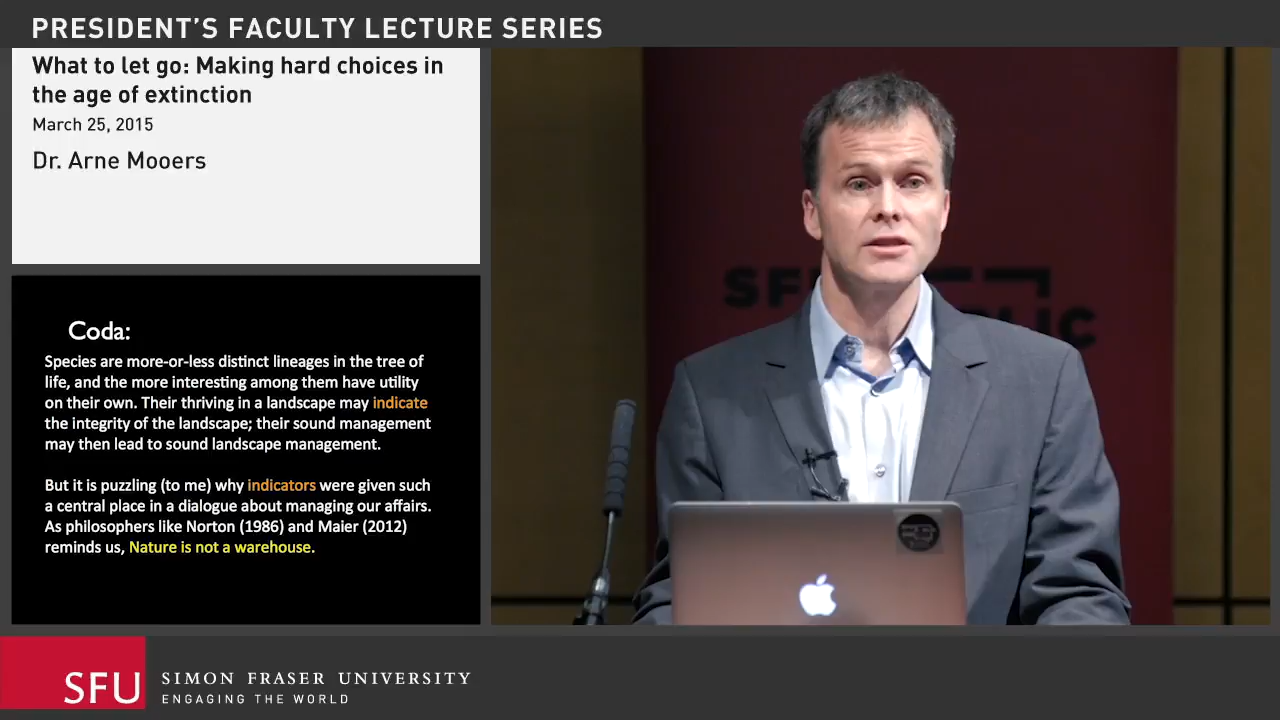 PRESIDENT'S FACULTY LECTURE SERIES
What to let go: Making hard choices in
the age of extinction
March 25, 2015
Dr. Arne Mooers
Coda:
Species are more-or-less distinct lineages in the tree of
life, and the more interesting among them have utility
on their own. Their thriving in a landscape may indicate
the integrity of the landscape; their sound management
may then lead to sound landscape management.
But it is puzzling (to me) why indicators were given such
a central place in a dialogue about managing our affairs.
As philosophers like Norton (1986) and Maier (2012)
reminds us, Nature is not a warehouse.
SFU
SIMON FRASER UNIVERSITY
ENGAGING THE WORLD